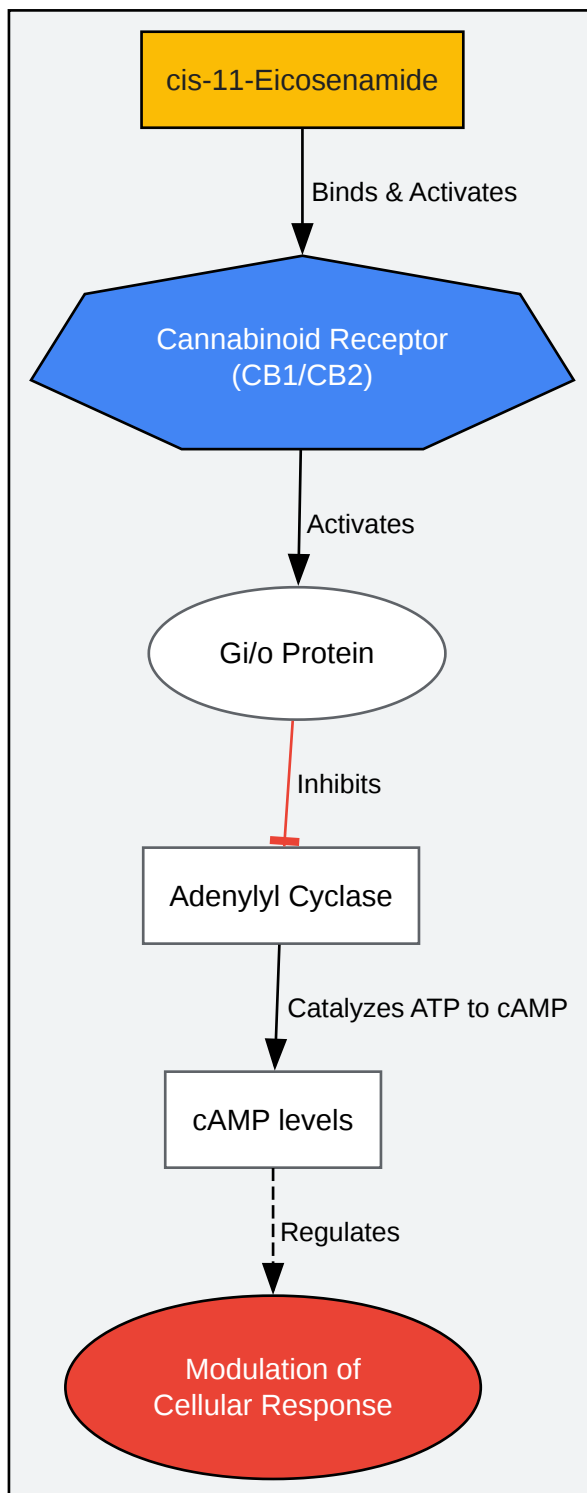 cis-11-Eicosenamide
Binds & Activates
Cannabinoid Receptor
(CB1/CB2)
Activates
Gi/o Protein
Inhibits
Adenylyl Cyclase
Catalyzes ATP to cAMP
cAMP levels
Regulates
Modulation of
Cellular Response